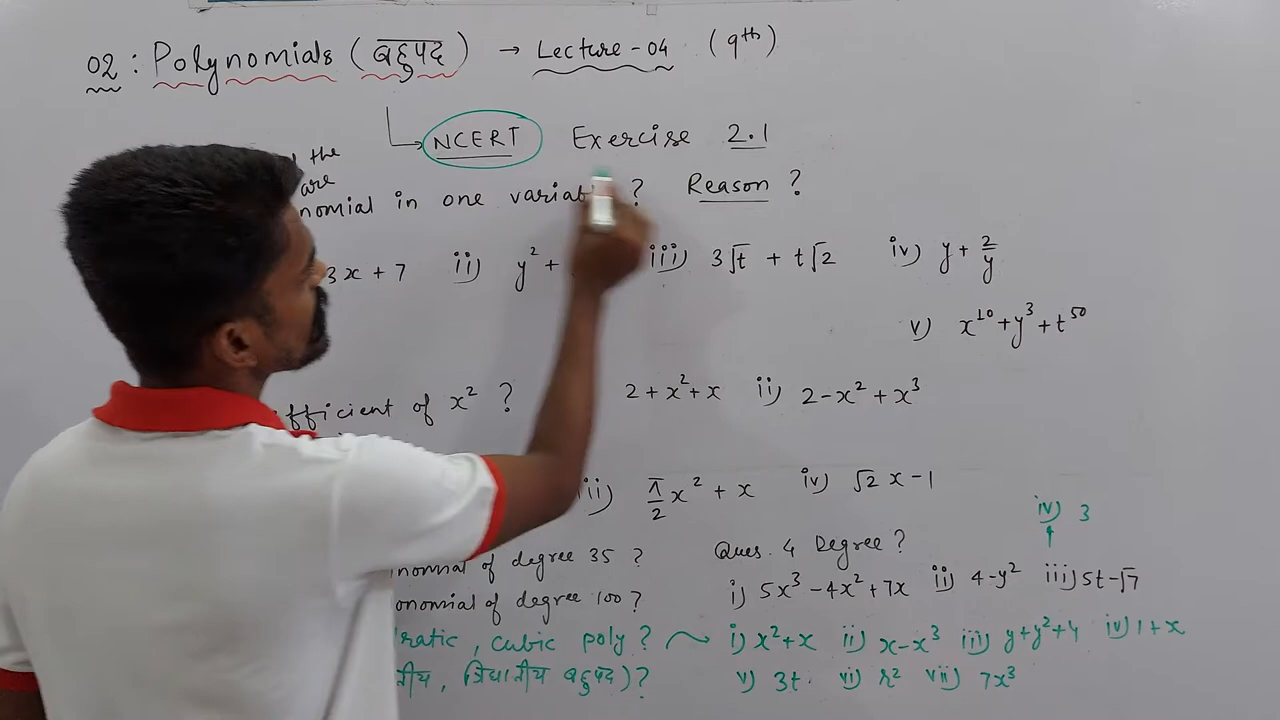 02 : Polynomials (बहुपद) → Lecture-04 (9th)
NCERT Exercise 2.1
the
are
nomial in one variab ? Reason ?
3x + 7 ii) y² + iii) 3√t + t√2 iv) y + 2/y
v) x¹⁰ + y³ + t⁵⁰
fficient of x² ? 2 + x² + x ii) 2 - x² + x³
iii) π/2 x² + x iv) √2 x - 1
iv) 3
of degree 35 ? Ques. 4 Degree ?
onomial of degree 100 ? i) 5x³ - 4x² + 7x ii) 4 - y² iii) 5t - √7
ratic , cubic poly ? i) x² + x ii) x - x³ iii) y + y² + 4 iv) 1 + x
तीय , त्रिघातीय बहुपद) ? v) 3t vi) r² vii) 7x³